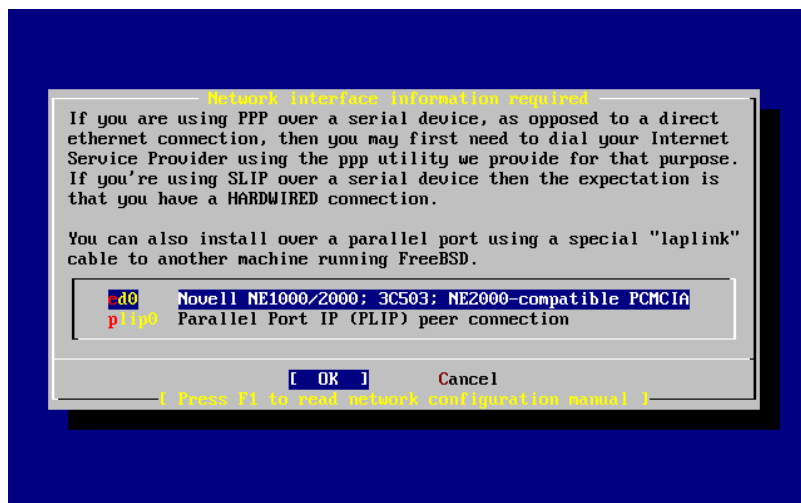 Network interface information required
If you are using PPP over a serial device, as opposed to a direct
ethernet connection, then you may first need to dial your Internet
Service Provider using the ppp utility we provide for that purpose.
If you're using SLIP over a serial device then the expectation is
that you have a HARDWIRED connection.
You can also install over a parallel port using a special "laplink"
cable to another machine running FreeBSD.
ed0 Novell NE1000/2000; 3C503; NE2000-compatible PCMCIA
plip0 Parallel Port IP (PLIP) peer connection
[ OK ] Cancel
[ Press F1 to read network configuration manual ]